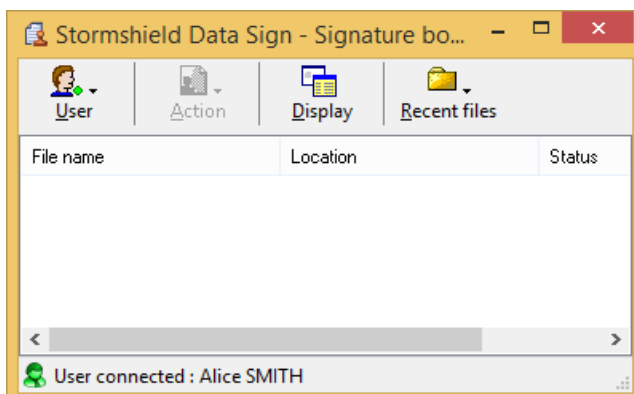 Stormshield Data Sign - Signature bo...
User Action Display Recent files
File name Location Status
User connected : Alice SMITH